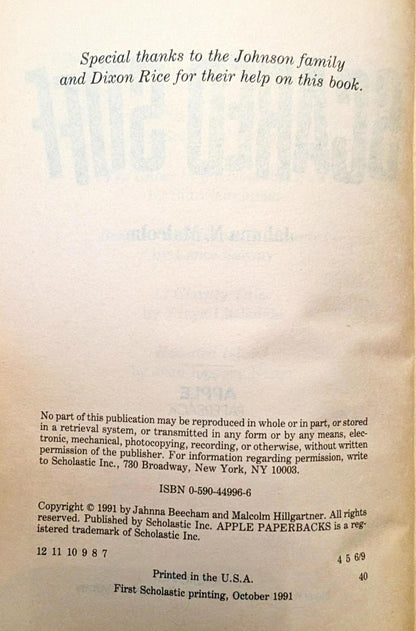 Special thanks to the Johnson family
and Dixon Rice for their help on this book.
No part of this publication may be reproduced in whole or in part, or stored
in a retrieval system, or transmitted in any form or by any means, elec-
tronic, mechanical, photocopying, recording, or otherwise, without written
permission of the publisher. For information regarding permission, write
to Scholastic Inc., 730 Broadway, New York, NY 10003.
ISBN 0-590-44996-6
Copyright © 1991 by Jahnna Beecham and Malcolm Hillgartner. All rights
reserved. Published by Scholastic Inc. APPLE PAPERBACKS is a reg-
istered trademark of Scholastic Inc.
12 11 10 9 8 7 4 5 6/9
Printed in the U.S.A. 40
First Scholastic printing, October 1991